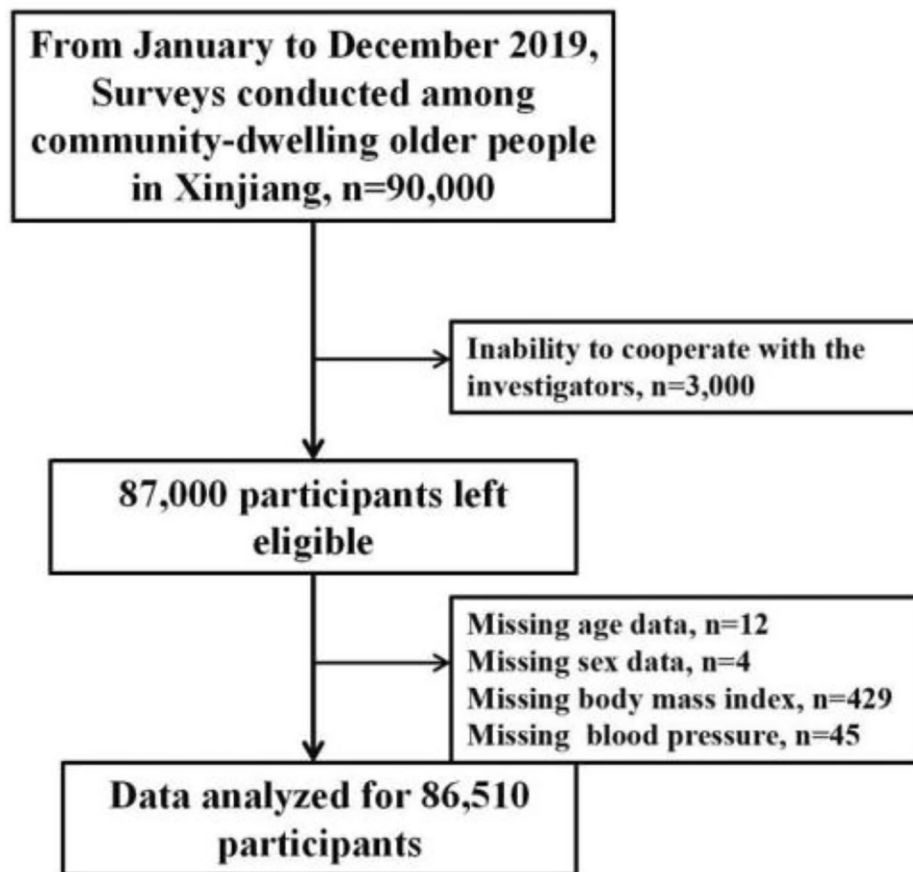 From January to December 2019,
Surveys conducted among
community-dwelling older people
in Xinjiang, n=90,000
Inability to cooperate with the
investigators, n=3,000
87,000 participants left
eligible
Missing age data, n=12
Missing sex data, n=4
Missing body mass index, n=429
Missing blood pressure, n=45
Data analyzed for 86,510
participants